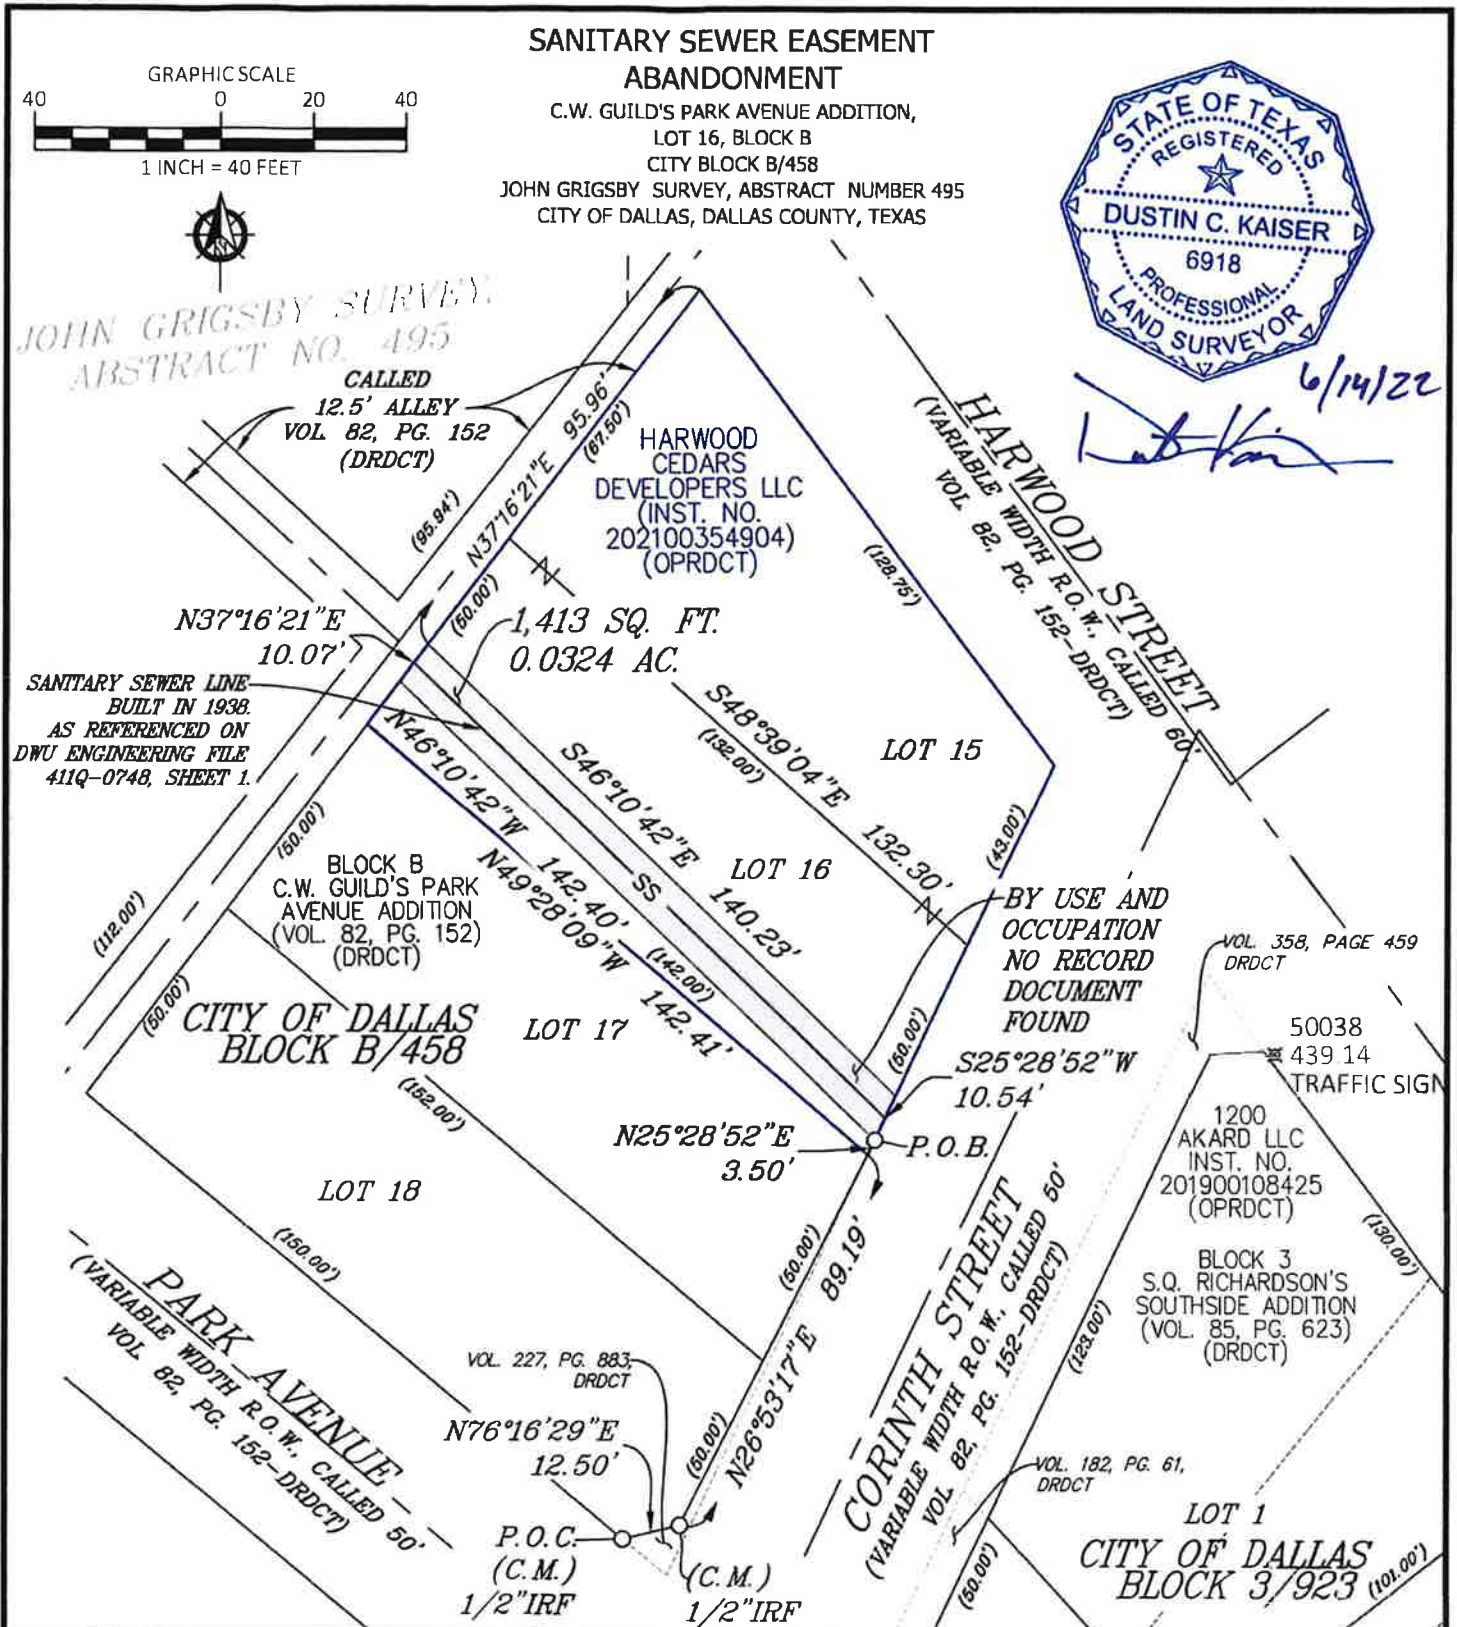 SANITARY SEWER EASEMENT
ABANDONMENT
C.W. GUILD'S PARK AVENUE ADDITION,
LOT 16, BLOCK B
CITY BLOCK B/458
JOHN GRIGSBY SURVEY, ABSTRACT NUMBER 495
CITY OF DALLAS, DALLAS COUNTY, TEXAS
GRAPHIC SCALE
40 0 20 40
1 INCH = 40 FEET
N
STATE OF TEXAS
REGISTERED
DUSTIN C. KAISER
6918
PROFESSIONAL
LAND SURVEYOR
6/14/22
JOHN GRIGSBY SURVEY,
ABSTRACT NO. 495
CALLED
12.5' ALLEY
VOL. 82, PG. 152
(DRDCT)
(95.94')
N37°16'21"E 95.96'
(67.50')
(50.00')
HARWOOD
CEDARS
DEVELOPERS LLC
(INST. NO.
202100354904)
(OPRDCT)
(128.75')
HARWOOD STREET
(VARIABLE WIDTH R.O.W., CALLED 60'
VOL. 82, PG. 152-DRDCT)
N37°16'21"E
10.07'
1,413 SQ. FT.
0.0324 AC.
SANITARY SEWER LINE
BUILT IN 1938.
AS REFERENCED ON
DWU ENGINEERING FILE
411Q-0748, SHEET 1.
S48°39'04"E 132.30'
(132.00')
LOT 15
(43.00')
N46°10'42"W 142.40'
S46°10'42"E 140.23'
SS
N49°28'09"W 142.41'
(142.00')
LOT 16
(50.00')
BLOCK B
C.W. GUILD'S PARK
AVENUE ADDITION
(VOL. 82, PG. 152)
(DRDCT)
(112.00')
(50.00')
CITY OF DALLAS
BLOCK B/458
LOT 17
BY USE AND
OCCUPATION
NO RECORD
DOCUMENT
FOUND
(50.00')
VOL. 358, PAGE 459
DRDCT
50038
439.14
TRAFFIC SIGN
S25°28'52"W
10.54'
(152.00')
N25°28'52"E
3.50'
P.O.B.
1200
AKARD LLC
INST. NO.
201900108425
(OPRDCT)
(130.00')
LOT 18
(150.00')
(50.00')
BLOCK 3
S.Q. RICHARDSON'S
SOUTHSIDE ADDITION
(VOL. 85, PG. 623)
(DRDCT)
(123.00')
PARK AVENUE
(VARIABLE WIDTH R.O.W., CALLED 50'
VOL. 82, PG. 152-DRDCT)
VOL. 227, PG. 883,
DRDCT
N26°53'17"E 89.19'
(50.00')
CORINTH STREET
(VARIABLE WIDTH R.O.W., CALLED 50'
VOL. 82, PG. 152-DRDCT)
N76°16'29"E
12.50'
VOL. 182, PG. 61,
DRDCT
P.O.C.
(C.M.)
1/2"IRF
(C.M.)
1/2"IRF
LOT 1
CITY OF DALLAS
BLOCK 3/923
(50.00')
(101.00')